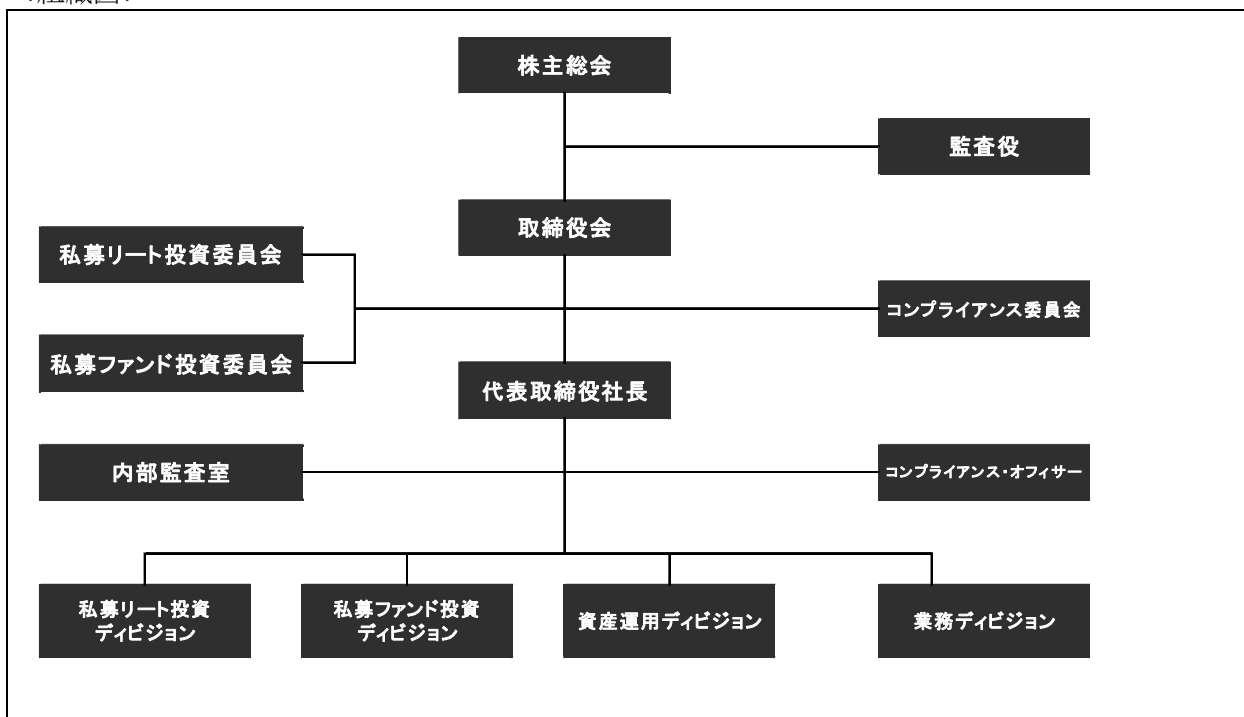 <組織図>
株主総会
監査役
取締役会
私募リート投資委員会
コンプライアンス委員会
私募ファンド投資委員会
代表取締役社長
内部監査室
コンプライアンス・オフィサー
私募リート投資
ディビジョン
私募ファンド投資
ディビジョン
資産運用ディビジョン
業務ディビジョン